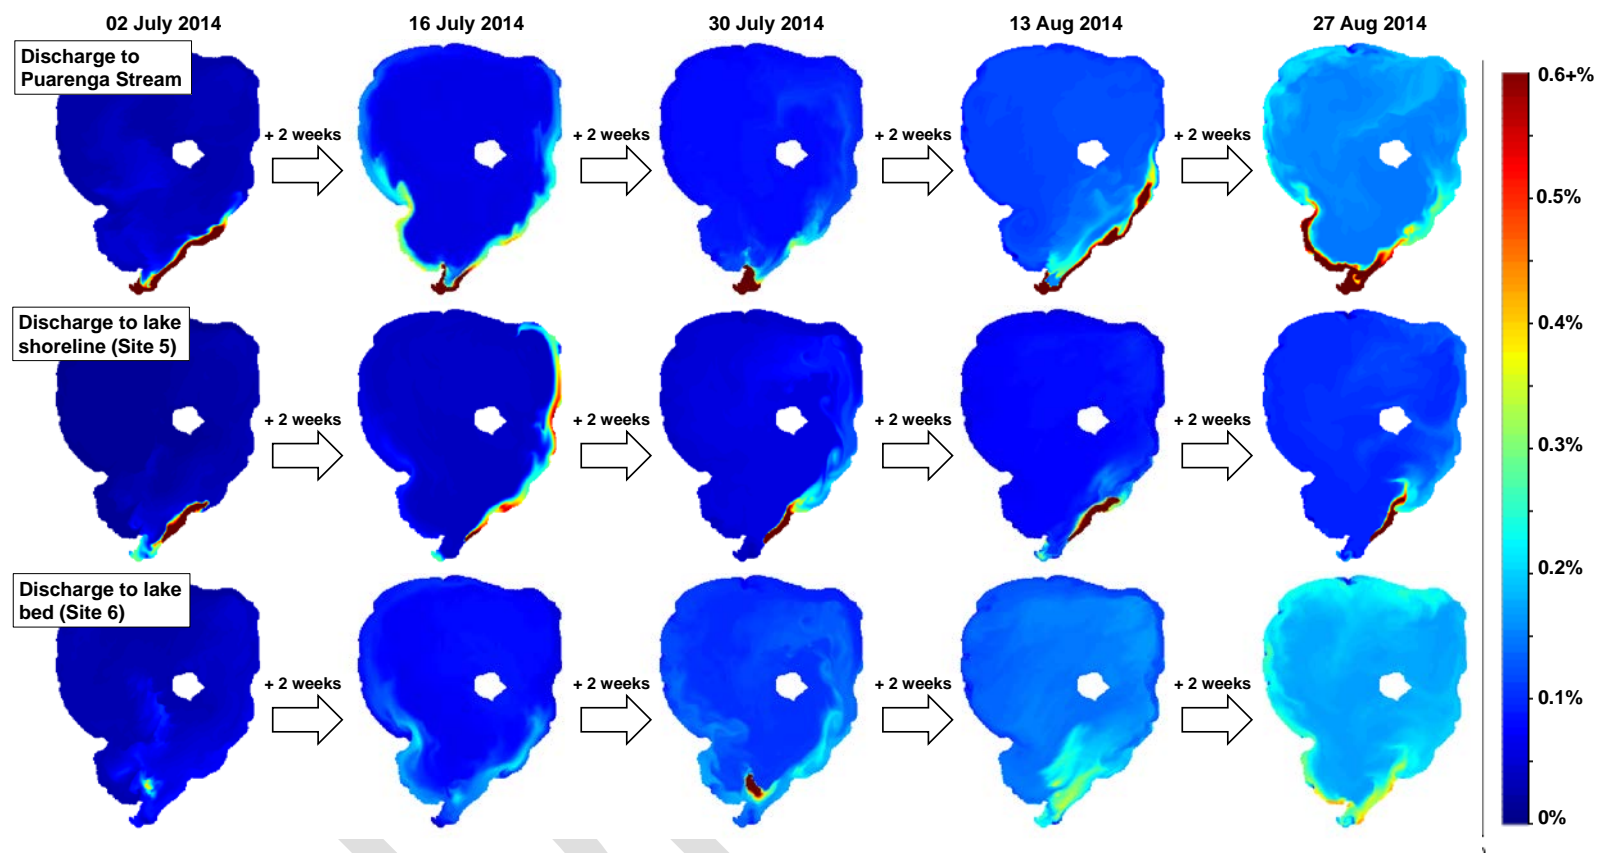 02 July 2014
16 July 2014
30 July 2014
13 Aug 2014
27 Aug 2014
Discharge to
Puarenga Stream
+ 2 weeks
+ 2 weeks
+ 2 weeks
+ 2 weeks
Discharge to lake
shoreline (Site 5)
+ 2 weeks
+ 2 weeks
+ 2 weeks
+ 2 weeks
Discharge to lake
bed (Site 6)
+ 2 weeks
+ 2 weeks
+ 2 weeks
+ 2 weeks
0.6+%
0.5%
0.4%
0.3%
0.2%
0.1%
0%